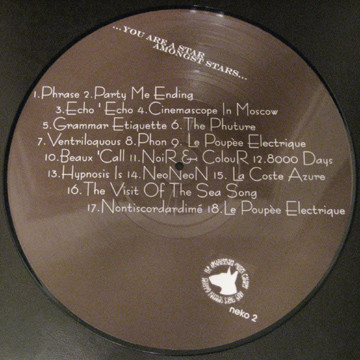 ...YOU ARE A STAR
AMONGST STARS...
1.Phrase 2.Party Me Ending
3.Echo ' Echo 4.Cinemascope In Moscow
5.Grammar Etiquette 6.The Phuture
7.Ventriloquous 8.Phon 9.Le Poupèe Electrique
10.Beaux 'Call 11.NoiR & ColouR 12.8000 Days
13.Hypnosis Is 14.NeoNeoN 15. La Coste Azure
16.The Visit Of The Sea Song
17.Nontiscordardimé 18.Le Poupèe Electrique
neko 2